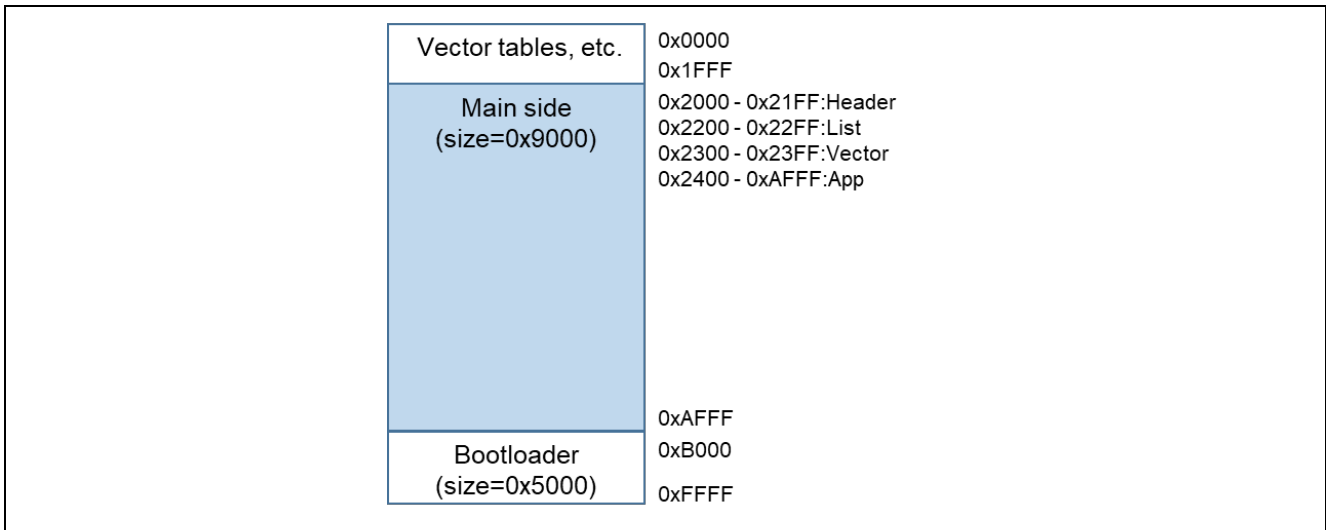 Vector tables, etc.
0x0000
0x1FFF
Main side
(size=0x9000)
0x2000 - 0x21FF:Header
0x2200 - 0x22FF:List
0x2300 - 0x23FF:Vector
0x2400 - 0xAFFF:App
0xAFFF
Bootloader
(size=0x5000)
0xB000
0xFFFF